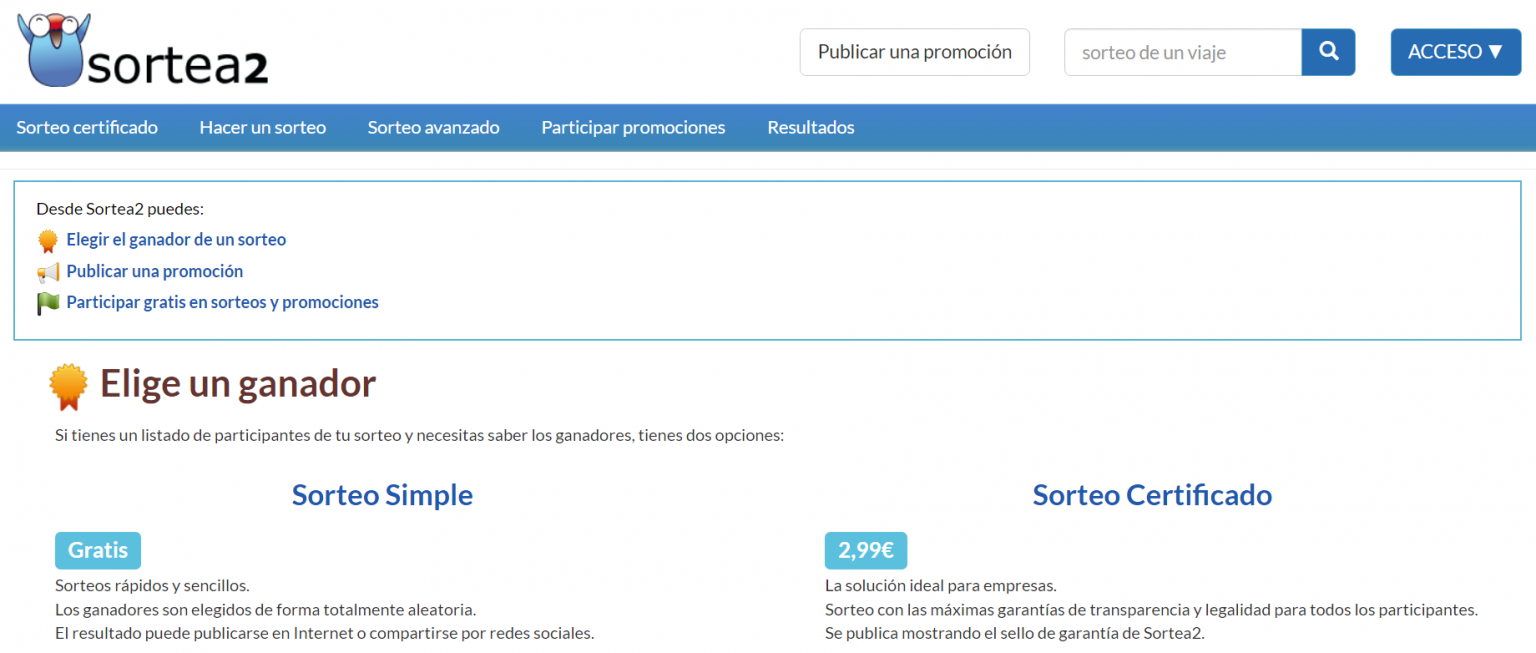 sortea2
Publicar una promoción
sorteo de un viaje
ACCESO ▼
Sorteo certificado
Hacer un sorteo
Sorteo avanzado
Participar promociones
Resultados
Desde Sortea2 puedes:
Elegir el ganador de un sorteo
Publicar una promoción
Participar gratis en sorteos y promociones
Elige un ganador
Si tienes un listado de participantes de tu sorteo y necesitas saber los ganadores, tienes dos opciones:
Sorteo Simple
Gratis
Sorteos rápidos y sencillos.
Los ganadores son elegidos de forma totalmente aleatoria.
El resultado puede publicarse en Internet o compartirse por redes sociales.
Sorteo Certificado
2,99€
La solución ideal para empresas.
Sorteo con las máximas garantías de transparencia y legalidad para todos los participantes.
Se publica mostrando el sello de garantía de Sortea2.